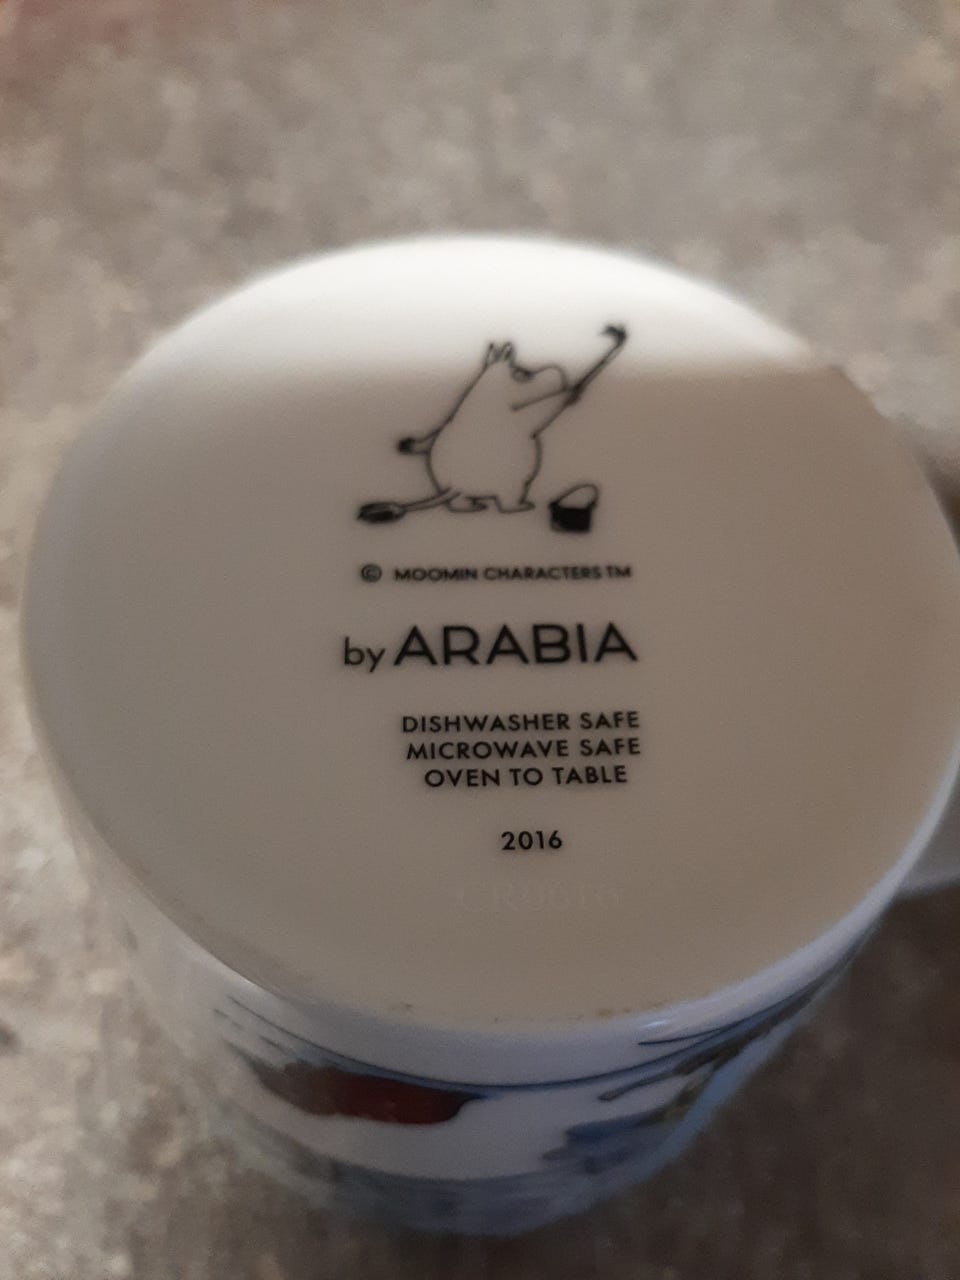 © MOOMIN CHARACTERS TM
by ARABIA
DISHWASHER SAFE
MICROWAVE SAFE
OVEN TO TABLE
2016